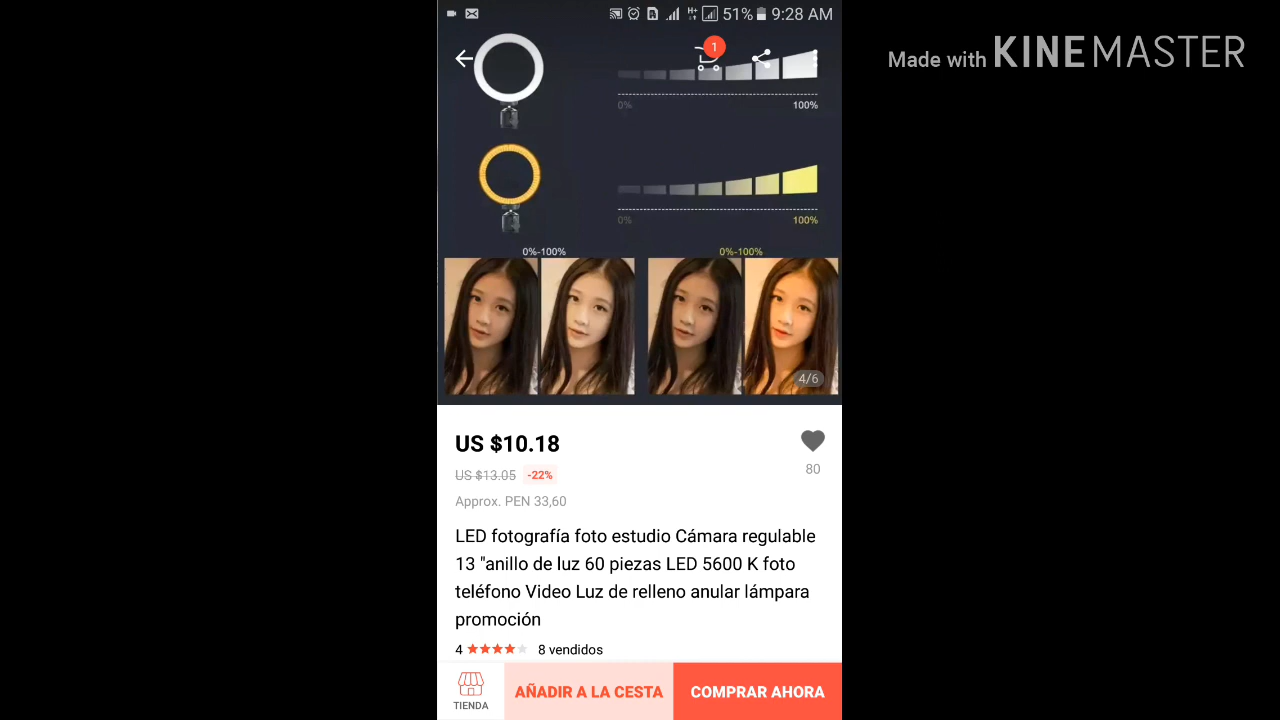 51% 9:28 AM
Made with KINEMASTER
1
0% 100%
0% 100%
0%-100% 0%-100%
4/6
US $10.18
US $13.05 -22%
80
Approx. PEN 33,60
LED fotografía foto estudio Cámara regulable
13 "anillo de luz 60 piezas LED 5600 K foto
teléfono Video Luz de relleno anular lámpara
promoción
4 8 vendidos
TIENDA
AÑADIR A LA CESTA
COMPRAR AHORA